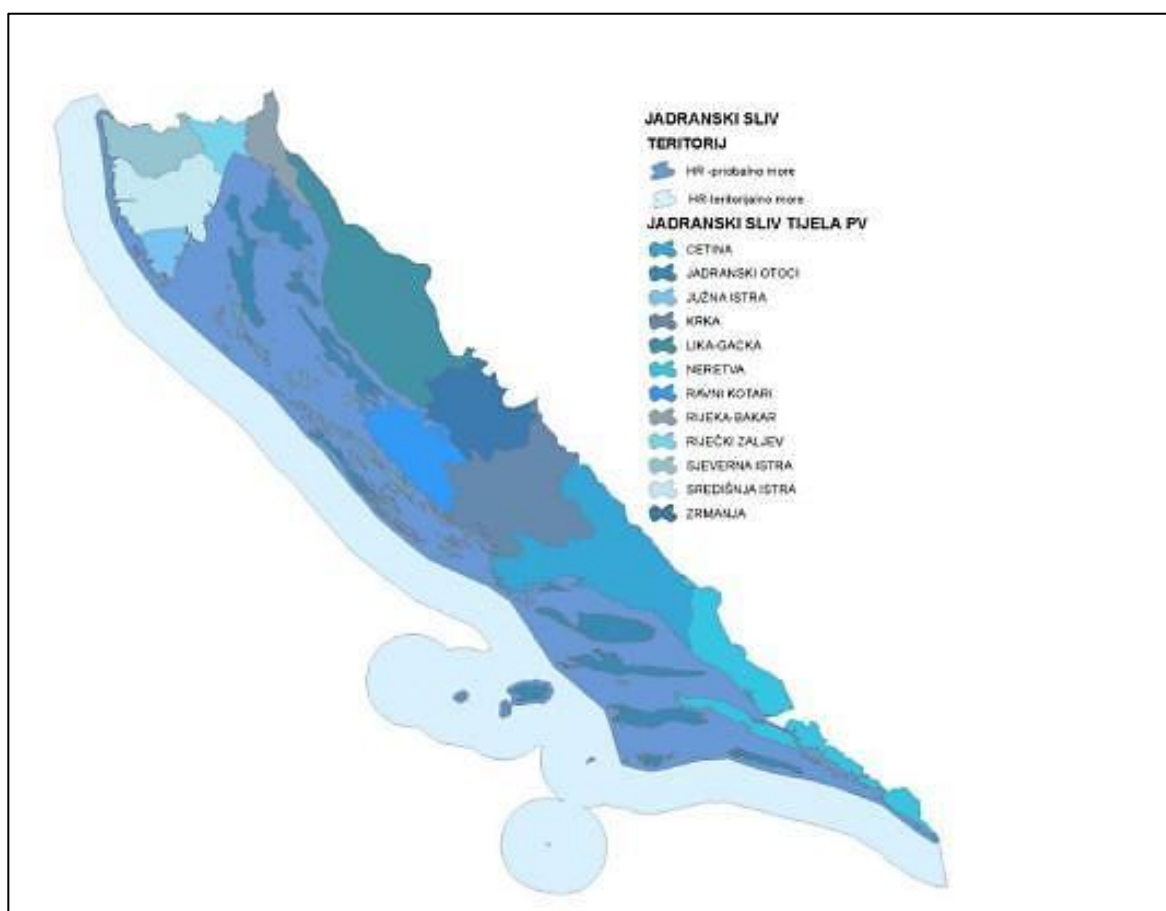 JADRANSKI SLIV
TERITORIJ
HR -priobalno more
HR-teritorijalno more
JADRANSKI SLIV TIJELA PV
CETINA
JADRANSKI OTOCI
JUŽNA ISTRA
KRKA
LIKA-GACKA
NERETVA
RAVNI KOTARI
RIJEKA-BAKAR
RIJEČKI ZALJEV
SJEVERNA ISTRA
SREDIŠNJA ISTRA
ZRMANJA